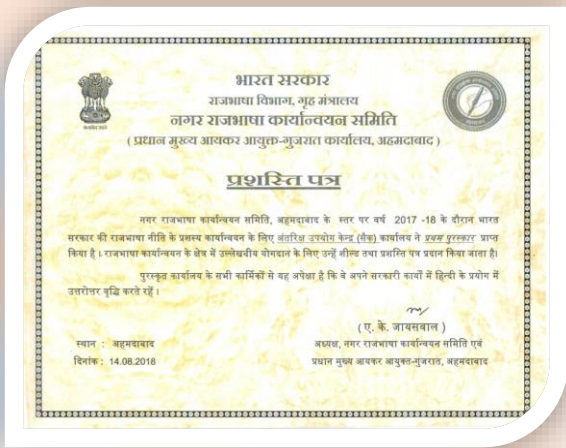 भारत सरकार
राजभाषा विभाग, गृह मंत्रालय
नगर राजभाषा कार्यान्वयन समिति
( प्रधान मुख्य आयकर आयुक्त-गुजरात कार्यालय, अहमदाबाद )
प्रशस्ति पत्र
नगर राजभाषा कार्यान्वयन समिति, अहमदाबाद के स्तर पर वर्ष 2017 -18 के दौरान भारत
सरकार की राजभाषा नीति के प्रशस्य कार्यान्वयन के लिए अंतरिक्ष उपयोग केन्द्र (सैक) कार्यालय ने प्रथम पुरस्कार प्राप्त
किया है । राजभाषा कार्यान्वयन के क्षेत्र में उल्लेखनीय योगदान के लिए उन्हें शील्ड तथा प्रशस्ति पत्र प्रदान किया जाता है।
पुरस्कृत कार्यालय के सभी कार्मिकों से यह अपेक्षा है कि वे अपने सरकारी कार्यों में हिन्दी के प्रयोग में
उत्तरोत्तर वृद्धि करते रहें ।
( ए. के. जायसवाल )
स्थान : अहमदाबाद
अध्यक्ष, नगर राजभाषा कार्यान्वयन समिति एवं
दिनांक : 14.08.2018
प्रधान मुख्य आयकर आयुक्त-गुजरात, अहमदाबाद